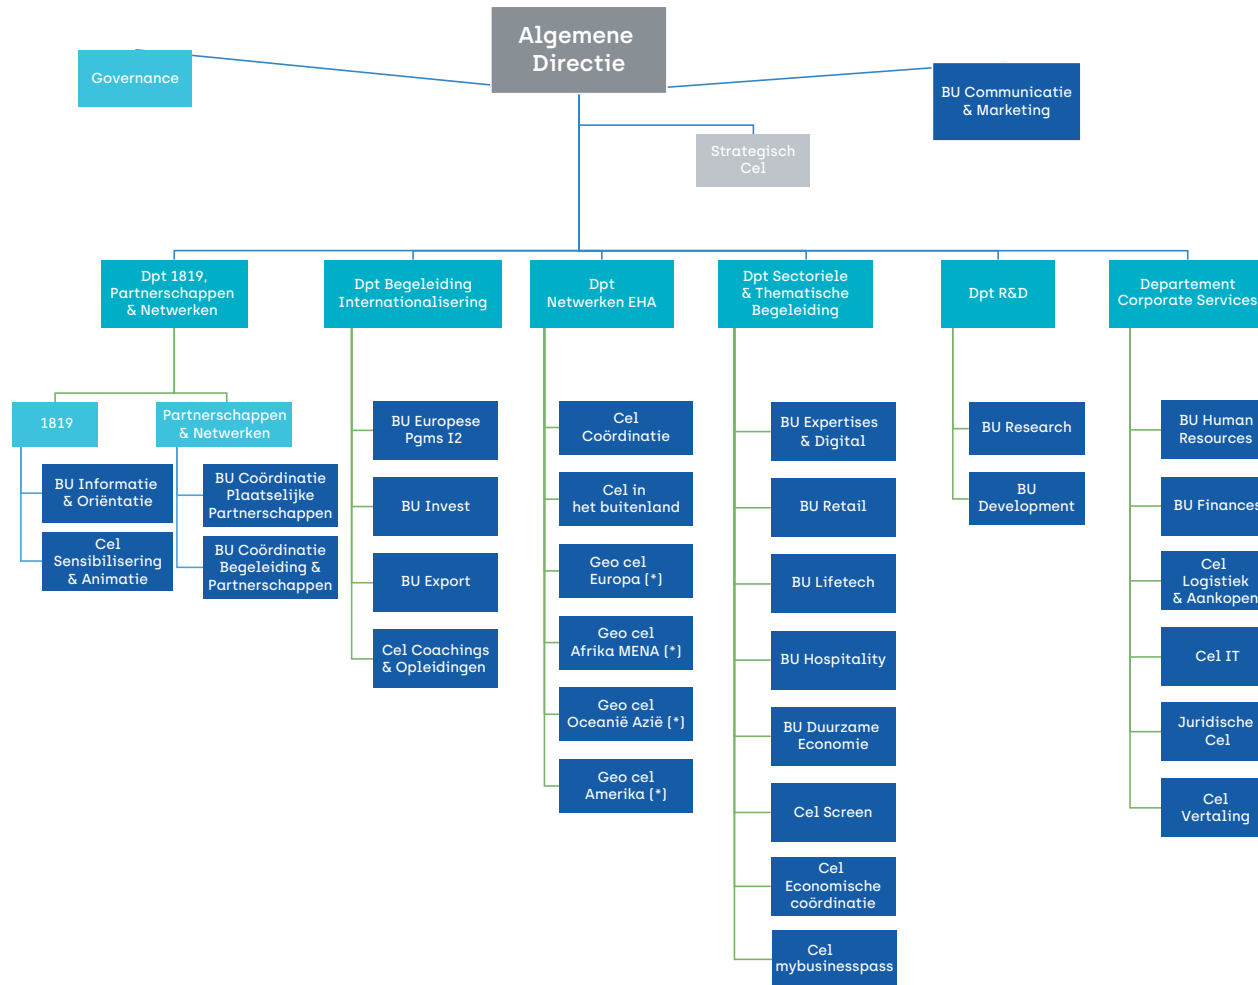 Algemene
Directie
Governance
BU Communicatie
& Marketing
Strategisch
Cel
Dpt 1819,
Partnerschappen
& Netwerken
Dpt Begeleiding
Internationalisering
Dpt
Netwerken EHA
Dpt Sectoriele
& Thematische
Begeleiding
Dpt R&D
Departement
Corporate Services
1819
Partnerschappen
& Netwerken
BU Informatie
& Oriëntatie
Cel
Sensibilisering
& Animatie
BU Coördinatie
Plaatselijke
Partnerschappen
BU Coördinatie
Begeleiding &
Partnerschappen
BU Europese
Pgms I2
BU Invest
BU Export
Cel Coachings
& Opleidingen
Cel
Coördinatie
Cel in
het buitenland
Geo cel
Europa (*)
Geo cel
Afrika MENA (*)
Geo cel
Oceanië Azië (*)
Geo cel
Amerika (*)
BU Expertises
& Digital
BU Retail
BU Lifetech
BU Hospitality
BU Duurzame
Economie
Cel Screen
Cel
Economische
coördinatie
Cel
mybusinesspass
BU Research
BU
Development
BU Human
Resources
BU Finances
Cel
Logistiek
& Aankopen
Cel IT
Juridische
Cel
Cel
Vertaling